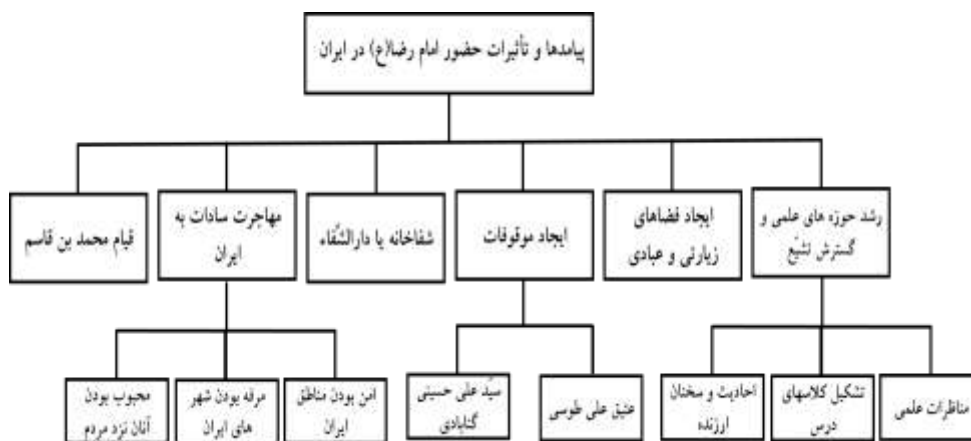 پیامدها و تأثیرات حضور امام رضا(ع) در ایران
رشد حوزه های علمی و
گسترش تشیّع
ایجاد فضاهای
زیارتی و عبادی
ایجاد موقوفات
شفاخانه یا دارالشّفاء
مهاجرت سادات به
ایران
قیام محمد بن قاسم
مناظرات علمی
تشکیل کلاسهای
درس
احادیث و سخنان
ارزنده
عتیق علی طوسی
سیّد علی حسینی
گنابادی
امن بودن مناطق
ایران
مرفه بودن شهر
های ایران
محبوب بودن
آنان نزد مردم